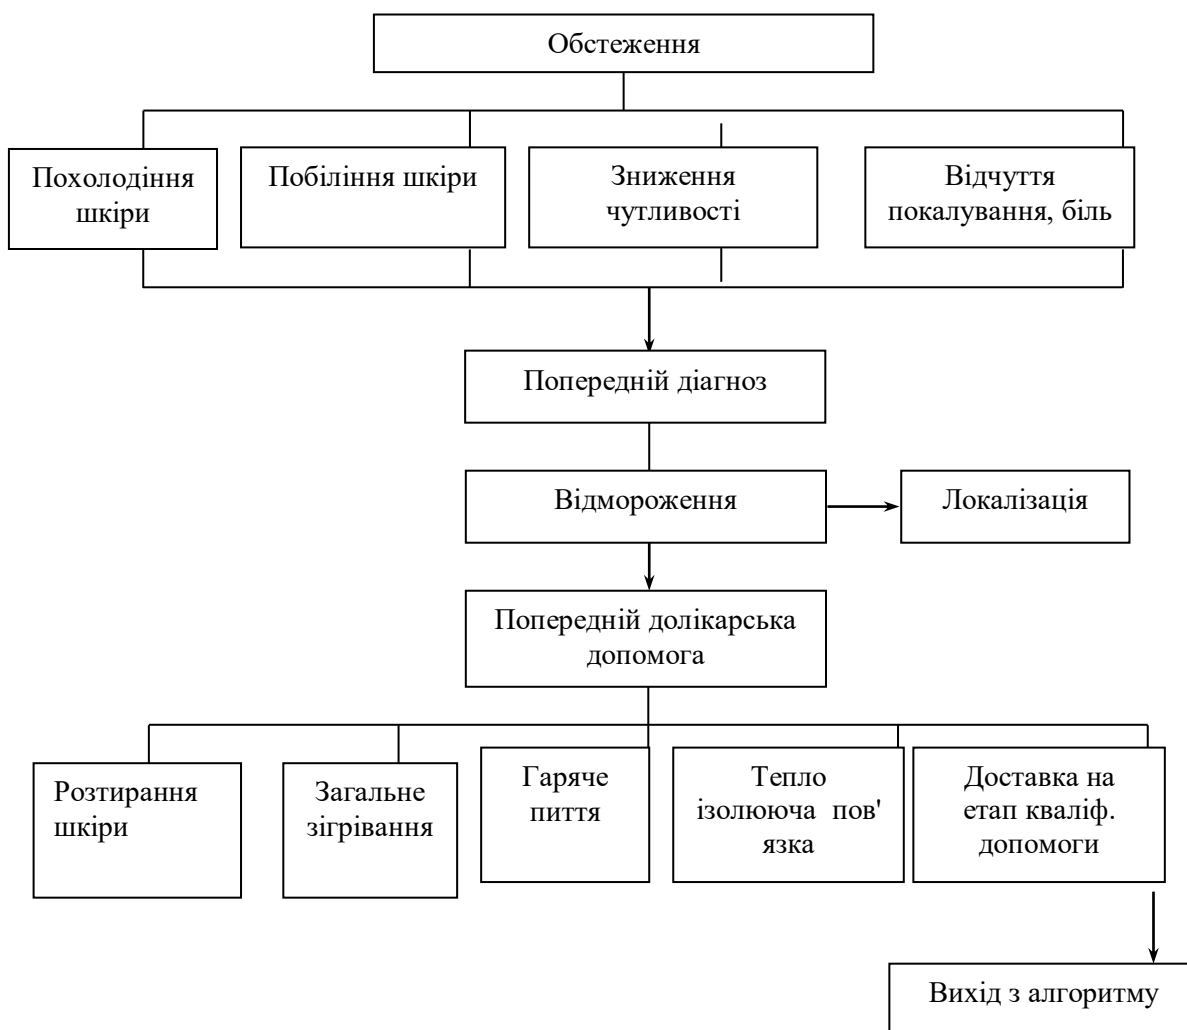 Обстеження
Похолодіння
шкіри
Побіління шкіри
Зниження
чутливості
Відчуття
покалування, біль
Попередній діагноз
Відмороження
Локалізація
Попередній долікарська
допомога
Розтирання
шкіри
Загальне
зігрівання
Гаряче
пиття
Тепло
ізолююча пов'
язка
Доставка на
етап кваліф.
допомоги
Вихід з алгоритму